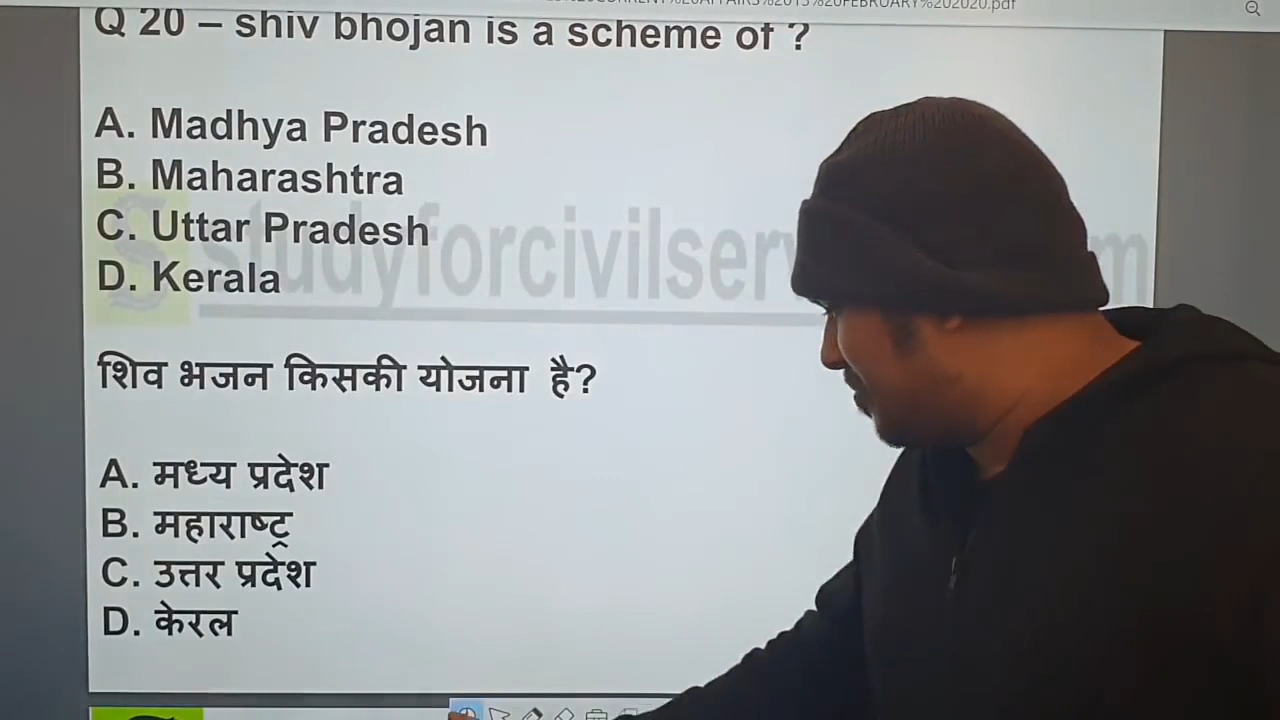 Q 20 – shiv bhojan is a scheme of ?
A. Madhya Pradesh
B. Maharashtra
C. Uttar Pradesh
D. Kerala
शिव भजन किसकी योजना है?
A. मध्य प्रदेश
B. महाराष्ट्र
C. उत्तर प्रदेश
D. केरल